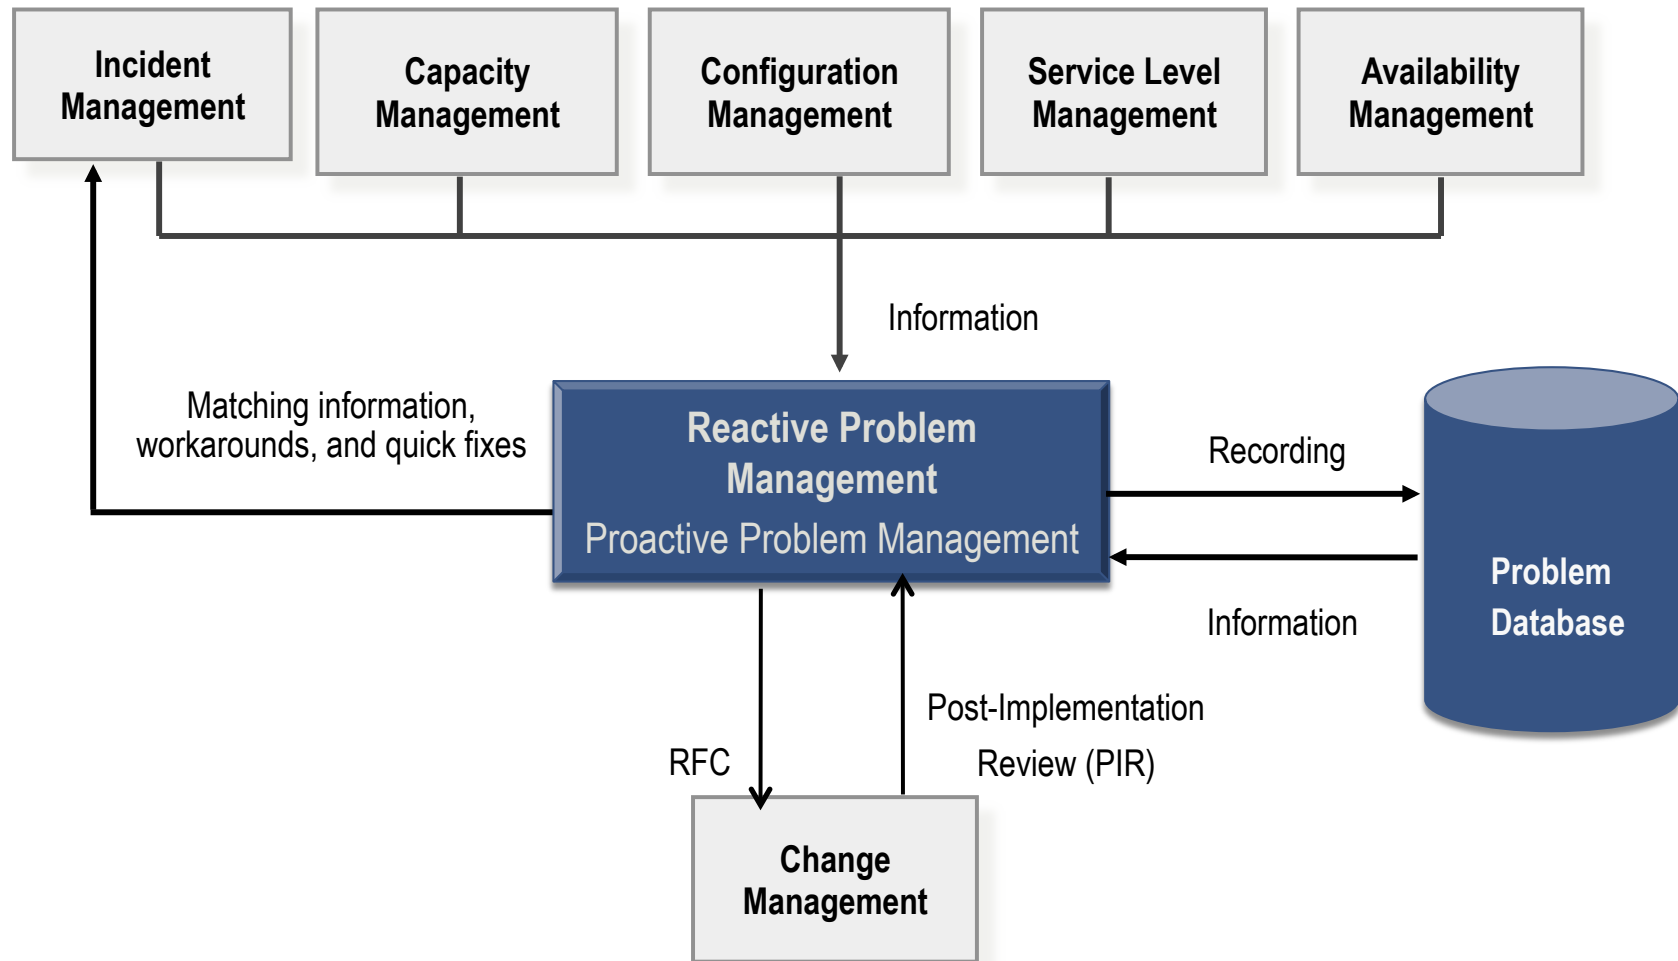 Incident
Management
Capacity
Management
Configuration
Management
Service Level
Management
Availability
Management
Information
Matching information,
workarounds, and quick fixes
Reactive Problem
Management
Proactive Problem Management
Recording
Information
Problem
Database
RFC
Post-Implementation
Review (PIR)
Change
Management